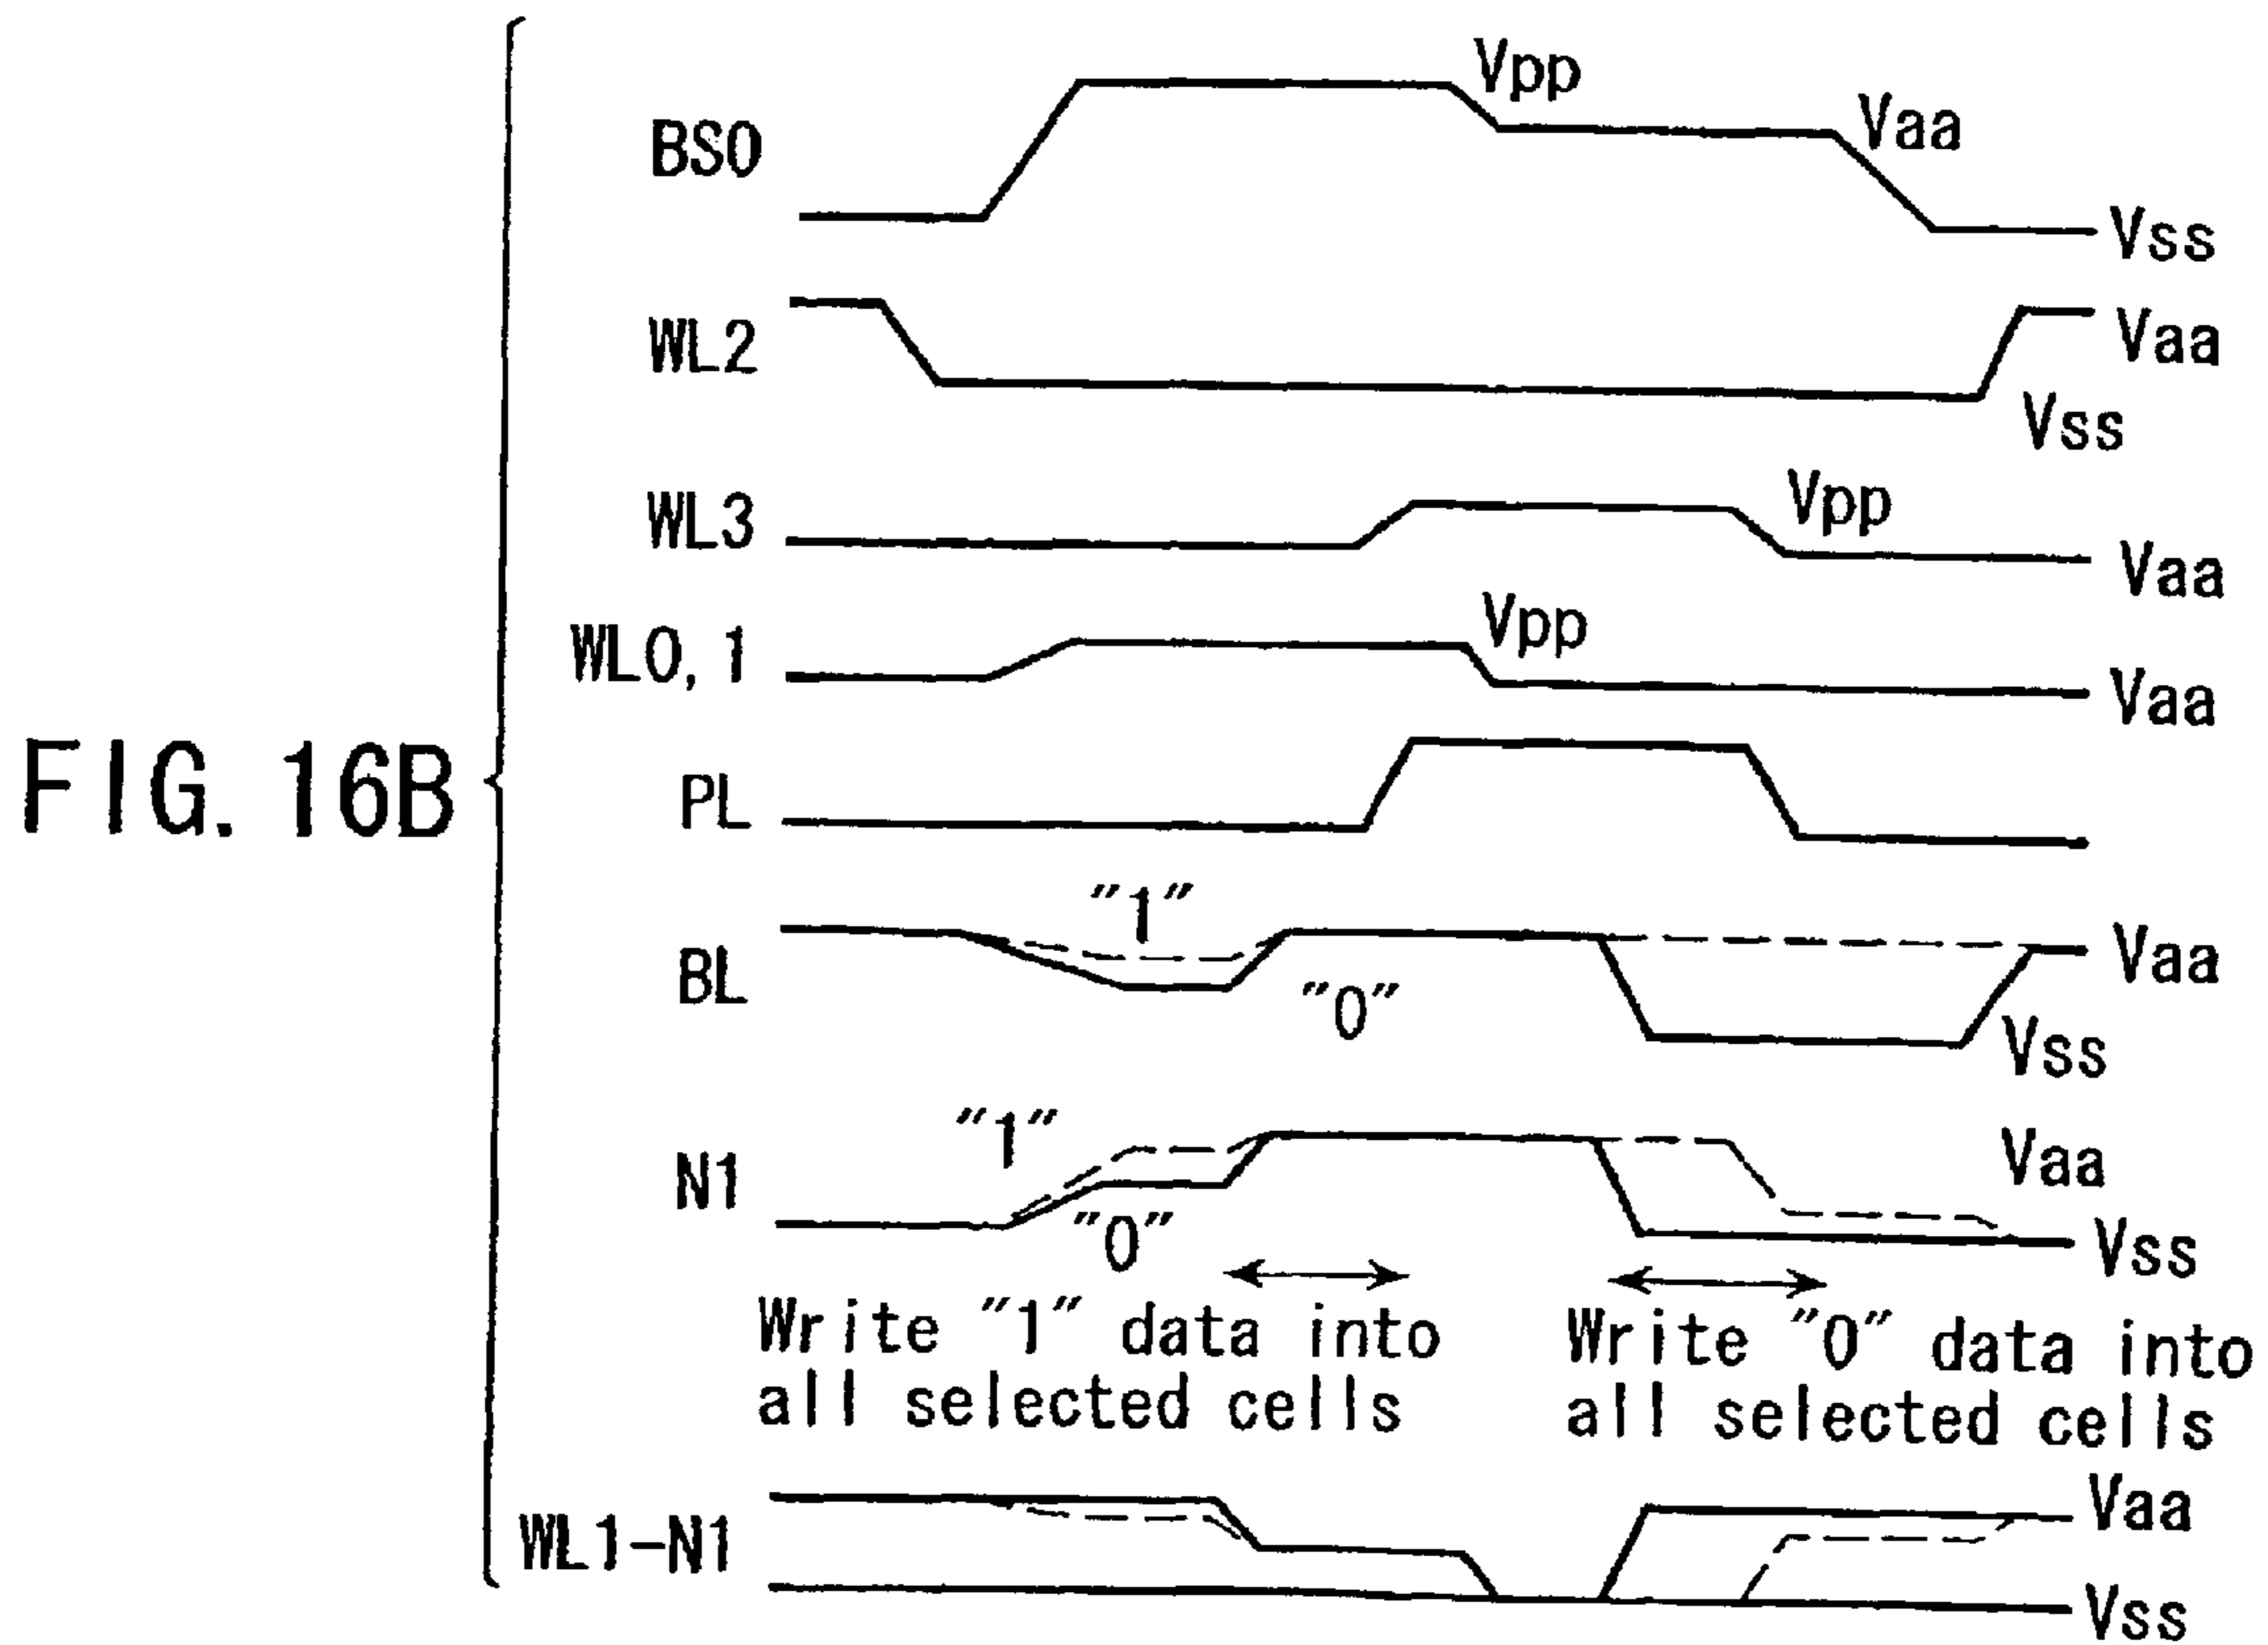 FIG. 16B
BS0
Vpp
Vaa
Vss
WL2
Vaa
Vss
WL3
Vpp
Vaa
WL0, 1
Vpp
Vaa
PL
BL
"1"
"0"
Vaa
Vss
N1
"1"
"0"
Vaa
Vss
Write "1" data into
all selected cells
Write "0" data into
all selected cells
WL1-N1
Vaa
Vss